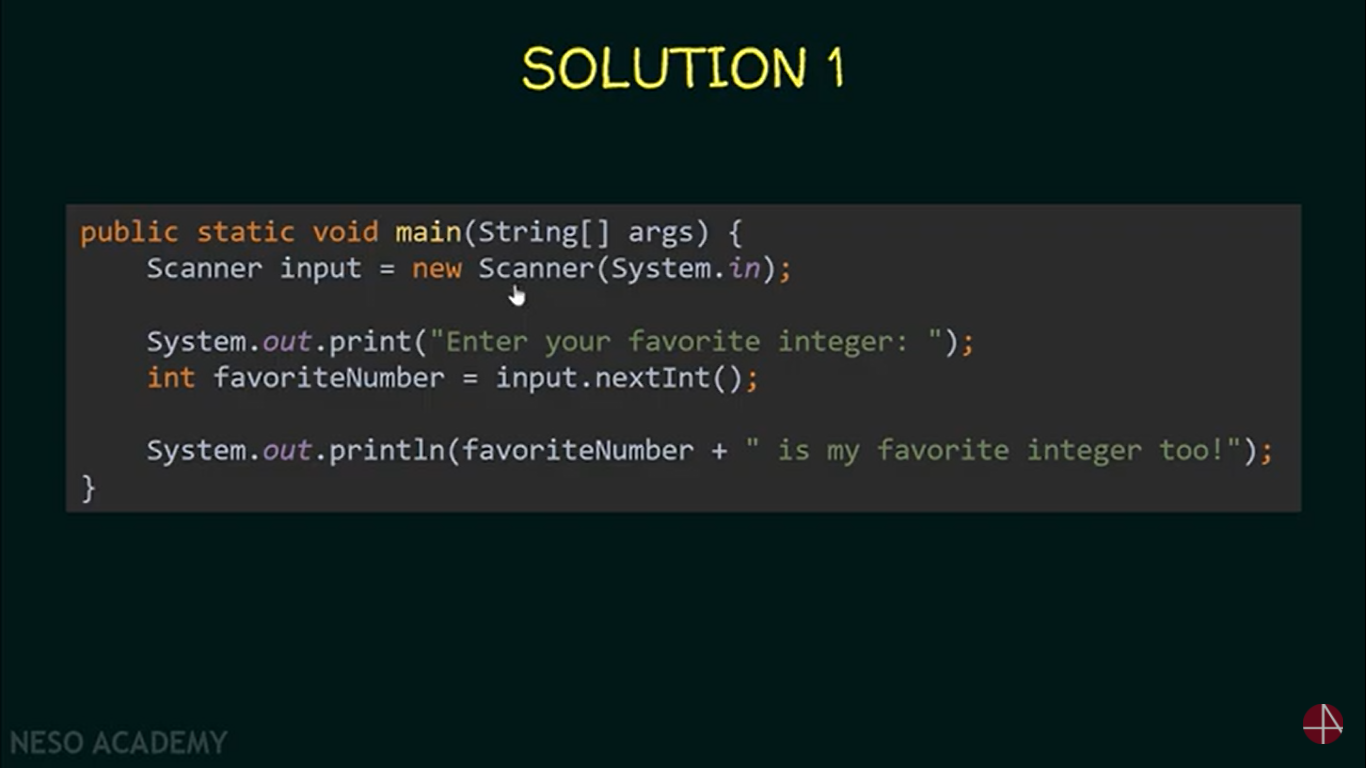 SOLUTION 1
public static void main(String[] args) {
    Scanner input = new Scanner(System.in);
    System.out.print("Enter your favorite integer: ");
    int favoriteNumber = input.nextInt();
    System.out.println(favoriteNumber + " is my favorite integer too!");
}
NESO ACADEMY